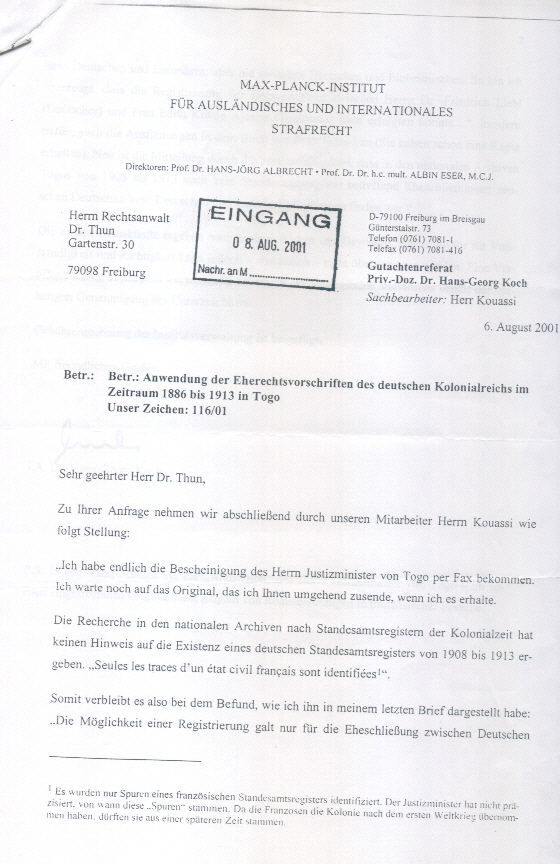 MAX-PLANCK-INSTITUT
FÜR AUSLÄNDISCHES UND INTERNATIONALES
STRAFRECHT
Direktoren: Prof. Dr. HANS-JÖRG ALBRECHT • Prof. Dr. Dr. h.c. mult. ALBIN ESER, M.C.J.
Herrn Rechtsanwalt
Dr. Thun
Gartenstr. 30
79098 Freiburg
EINGANG
08. AUG. 2001
Nachr. an M
D-79100 Freiburg im Breisgau
Günterstalstr. 73
Telefon (0761) 7081-1
Telefax (0761) 7081-416
Gutachtenreferat
Priv.-Doz. Dr. Hans-Georg Koch
Sachbearbeiter: Herr Kouassi
6. August 2001
Betr.: Betr.: Anwendung der Eherechtsvorschriften des deutschen Kolonialreichs im
Zeitraum 1886 bis 1913 in Togo
Unser Zeichen: 116/01
Sehr geehrter Herr Dr. Thun,
Zu Ihrer Anfrage nehmen wir abschließend durch unseren Mitarbeiter Herrn Kouassi wie
folgt Stellung:
„Ich habe endlich die Bescheinigung des Herrn Justizminister von Togo per Fax bekommen.
Ich warte noch auf das Original, das ich Ihnen umgehend zusende, wenn ich es erhalte.
Die Recherche in den nationalen Archiven nach Standesamtsregistern der Kolonialzeit hat
keinen Hinweis auf die Existenz eines deutschen Standesamtsregisters von 1908 bis 1913 er-
geben. „Seules les traces d'un état civil français sont identifiées¹“.
Somit verbleibt es also bei dem Befund, wie ich ihn in meinem letzten Brief dargestellt habe:
„Die Möglichkeit einer Registrierung galt nur für die Eheschließung zwischen Deutschen
¹ Es wurden nur Spuren eines französischen Standesamtsregisters identifiziert. Der Justizminister hat nicht prä-
zisiert, von wann diese „Spuren“ stammen. Da die Franzosen die Kolonie nach dem ersten Weltkrieg übernom-
men haben, dürften sie aus einer späteren Zeit stammen.